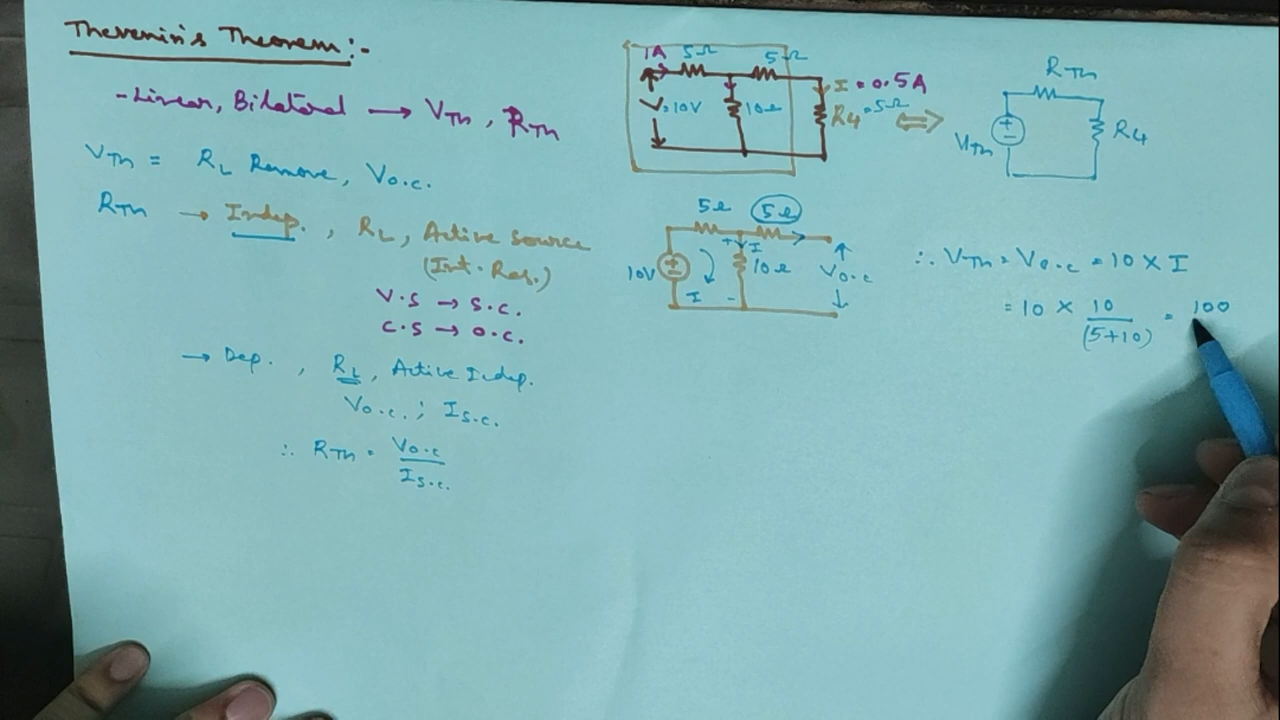 Thevenin's Theorem:-
- Linear, Bilateral → VTh, RTh
VTh = RL Remove, Vo.c.
RTh → Indep., RL, Active Source
(Int. Res.)
V.S → S.C.
C.S → O.C.
→ Dep., RL, Active Indep.
Vo.c. ; Is.c.
∴ RTh = Vo.c / Is.c.
1A 5Ω 5Ω
I = 0.5A
V=10V 10Ω R4=5Ω ⇔
RTh
VTh R4
5Ω 5Ω
10V I + I 10Ω - Vo.c
∴ VTh = Vo.c = 10 × I
= 10 × 10 / (5+10) = 100